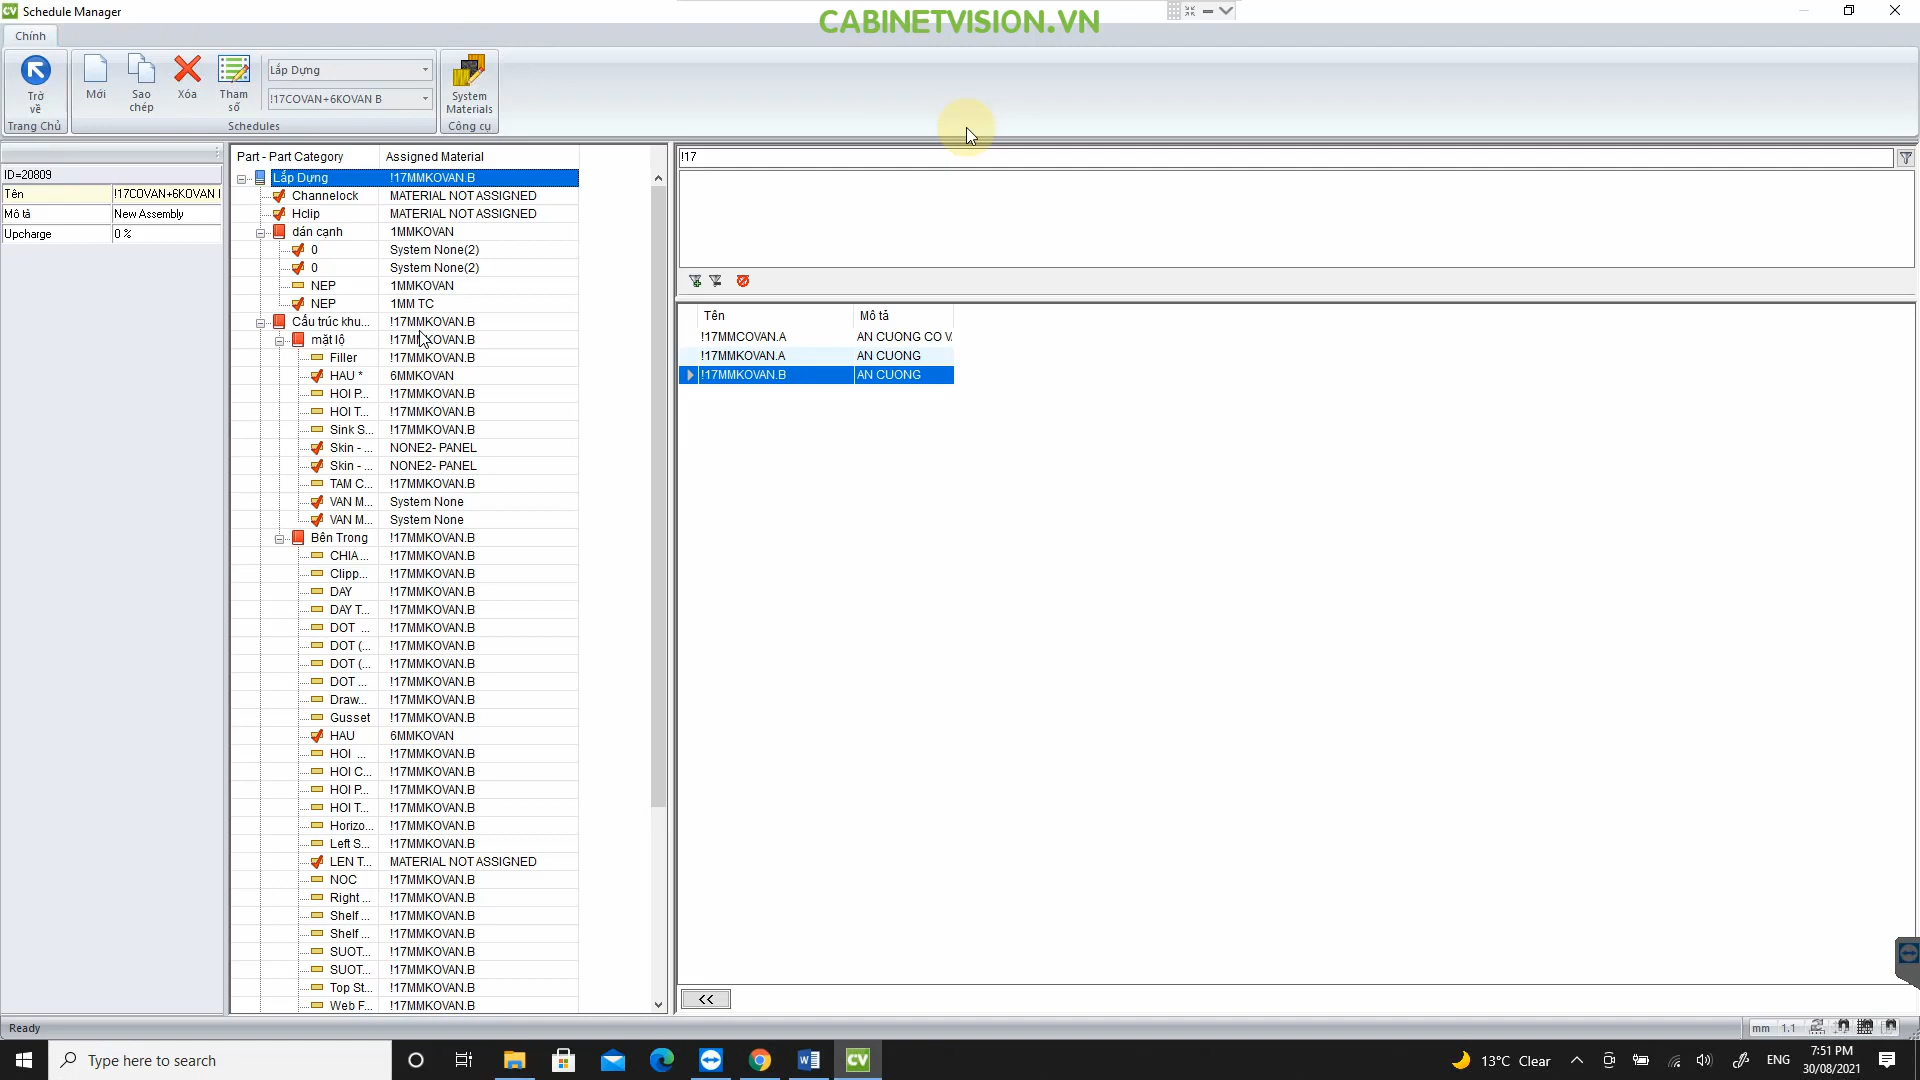 Schedule Manager
CABINETVISION.VN
Chính
Trở về
Mới
Sao chép
Xóa
Tham số
Lắp Dựng
!17COVAN+6KOVAN B
System Materials
Trang Chủ
Schedules
Công cụ
ID=20809
Tên !17COVAN+6KOVAN
Mô tả New Assembly
Upcharge 0 %
Part - Part Category Assigned Material
Lắp Dựng !17MMKOVAN.B
Channelock MATERIAL NOT ASSIGNED
Hclip MATERIAL NOT ASSIGNED
dán cạnh 1MMKOVAN
0 System None(2)
0 System None(2)
NEP 1MMKOVAN
NEP 1MM TC
Cấu trúc khu... !17MMKOVAN.B
mặt lộ !17MMKOVAN.B
Filler !17MMKOVAN.B
HAU * 6MMKOVAN
HOI P... !17MMKOVAN.B
HOI T... !17MMKOVAN.B
Sink S... !17MMKOVAN.B
Skin - ... NONE2- PANEL
Skin - ... NONE2- PANEL
TAM C... !17MMKOVAN.B
VAN M... System None
VAN M... System None
Bên Trong !17MMKOVAN.B
CHIA ... !17MMKOVAN.B
Clipp... !17MMKOVAN.B
DAY !17MMKOVAN.B
DAY T... !17MMKOVAN.B
DOT ... !17MMKOVAN.B
DOT (... !17MMKOVAN.B
DOT (... !17MMKOVAN.B
DOT ... !17MMKOVAN.B
Draw... !17MMKOVAN.B
Gusset !17MMKOVAN.B
HAU 6MMKOVAN
HOI ... !17MMKOVAN.B
HOI C... !17MMKOVAN.B
HOI P... !17MMKOVAN.B
HOI T... !17MMKOVAN.B
Horizo... !17MMKOVAN.B
Left S... !17MMKOVAN.B
LEN T... MATERIAL NOT ASSIGNED
NOC !17MMKOVAN.B
Right ... !17MMKOVAN.B
Shelf ... !17MMKOVAN.B
Shelf ... !17MMKOVAN.B
SUOT... !17MMKOVAN.B
SUOT... !17MMKOVAN.B
Top St... !17MMKOVAN.B
Web F... !17MMKOVAN.B
!17
Tên Mô tả
!17MMCOVAN.A AN CUONG CO V
!17MMKOVAN.A AN CUONG
!17MMKOVAN.B AN CUONG
<<
Ready
mm 1.1
Type here to search
13°C Clear
ENG
7:51 PM
30/08/2021